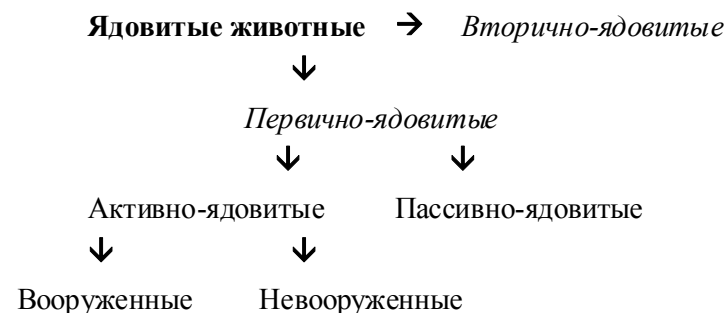 Ядовитые животные → Вторично-ядовитые
↓
Первично-ядовитые
↓ ↓
Активно-ядовитые Пассивно-ядовитые
↓ ↓
Вооруженные Невооруженные